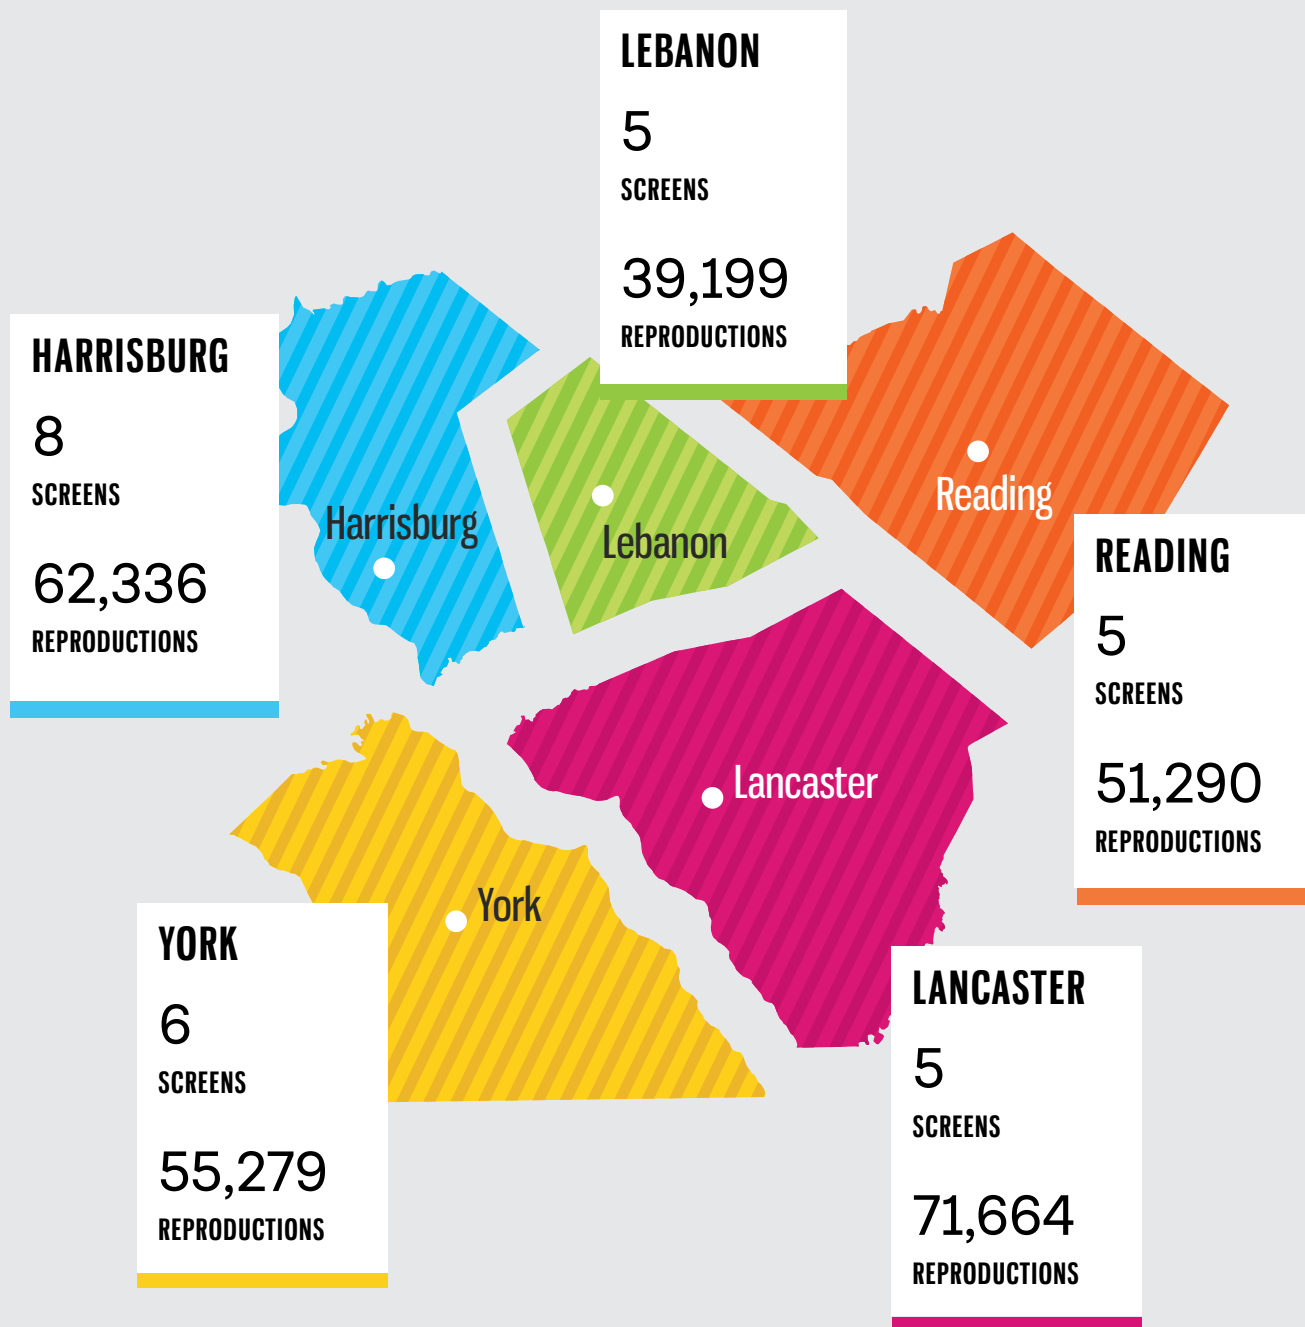 LEBANON
5
SCREENS
39,199
REPRODUCTIONS
HARRISBURG
8
SCREENS
62,336
REPRODUCTIONS
Harrisburg
Lebanon
Reading
READING
5
SCREENS
51,290
REPRODUCTIONS
Lancaster
York
YORK
6
SCREENS
55,279
REPRODUCTIONS
LANCASTER
5
SCREENS
71,664
REPRODUCTIONS